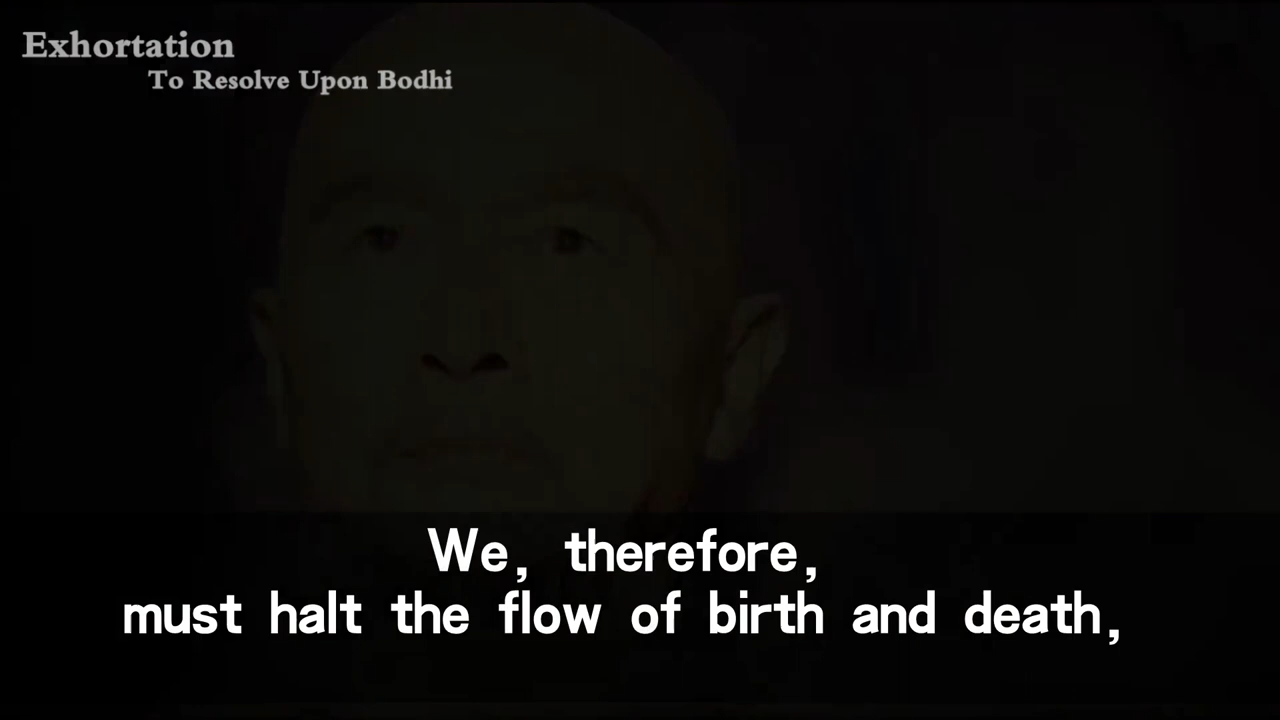 Exhortation
To Resolve Upon Bodhi
We, therefore,
must halt the flow of birth and death,